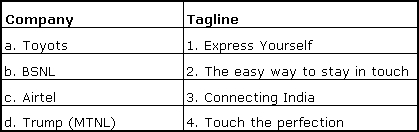 Company Tagline
a. Toyots 1. Express Yourself
b. BSNL 2. The easy way to stay in touch
c. Airtel 3. Connecting India
d. Trump (MTNL) 4. Touch the perfection